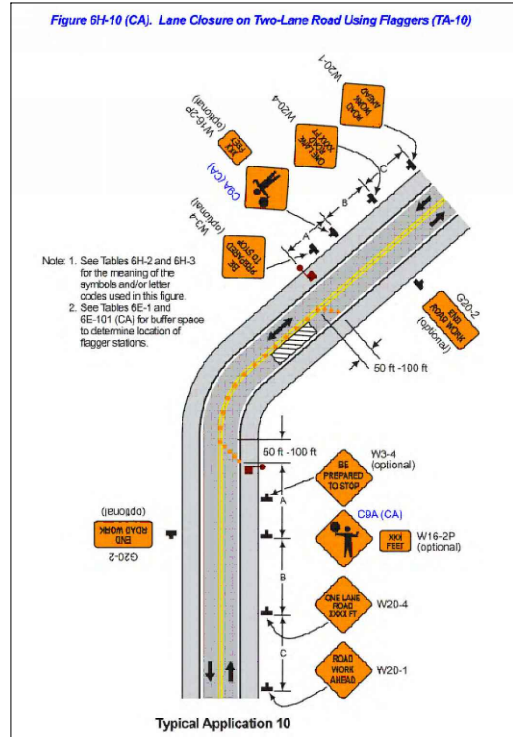 Figure 6H-10 (CA). Lane Closure on Two-Lane Road Using Flaggers (TA-10)
W20-1
ROAD
WORK
AHEAD
W20-4
ONE LANE
ROAD
XXXX FT
W16-2P
(optional)
XXX
FEET
C9A (CA)
W3-4
(optional)
BE
PREPARED
TO STOP
A
B
C
Note: 1. See Tables 6H-2 and 6H-3
for the meaning of the
symbols and/or letter
codes used in this figure.
2. See Tables 6E-1 and
6E-101 (CA) for buffer space
to determine location of
flagger stations.
G20-2
(optional)
END
ROAD WORK
50 ft -100 ft
50 ft -100 ft
W3-4
(optional)
BE
PREPARED
TO STOP
A
C9A (CA)
XXX
FEET
W16-2P
(optional)
END
ROAD WORK
(optional)
G20-2
B
ONE LANE
ROAD
XXXX FT
W20-4
C
ROAD
WORK
AHEAD
W20-1
Typical Application 10